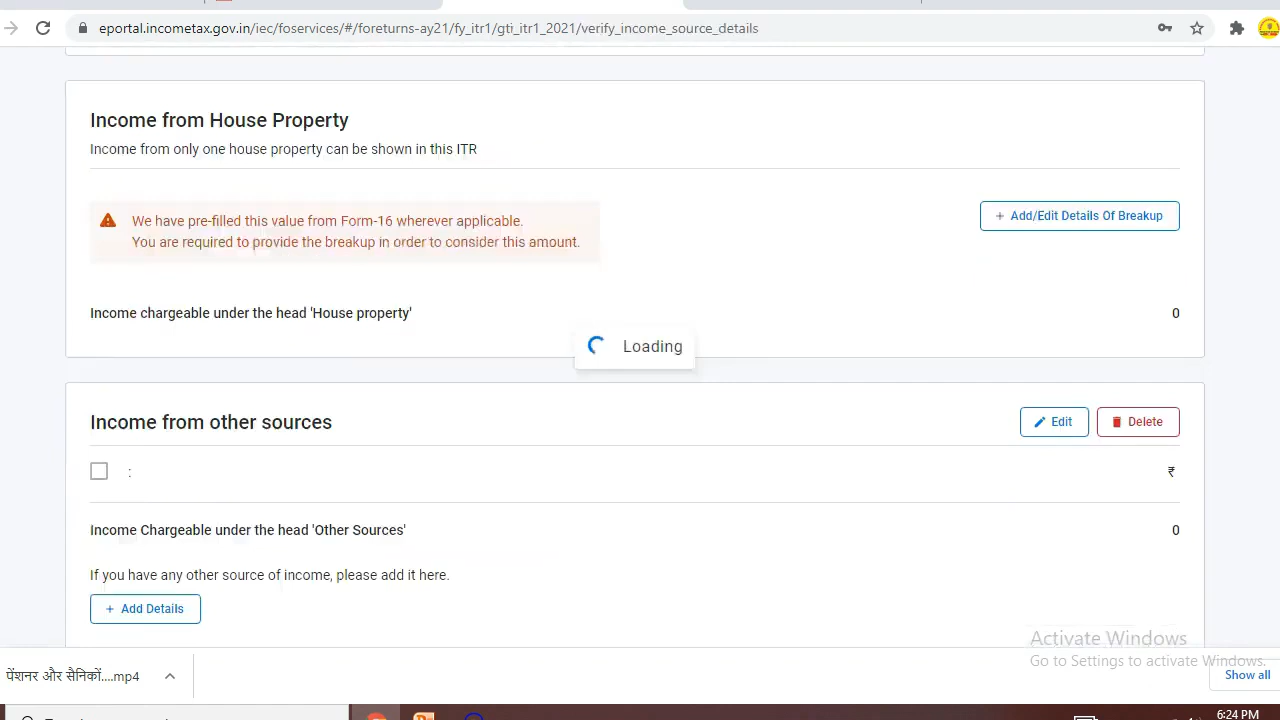 eportal.incometax.gov.in/iec/foservices/#/foreturns-ay21/fy_itr1/gti_itr1_2021/verify_income_source_details
Income from House Property
Income from only one house property can be shown in this ITR
We have pre-filled this value from Form-16 wherever applicable.
You are required to provide the breakup in order to consider this amount.
+ Add/Edit Details Of Breakup
Income chargeable under the head 'House property' 0
Loading
Income from other sources
Edit
Delete
: ₹
Income Chargeable under the head 'Other Sources' 0
If you have any other source of income, please add it here.
+ Add Details
Activate Windows
Go to Settings to activate Windows.
पेंशनर और सैनिकों....mp4
Show all
6:24 PM